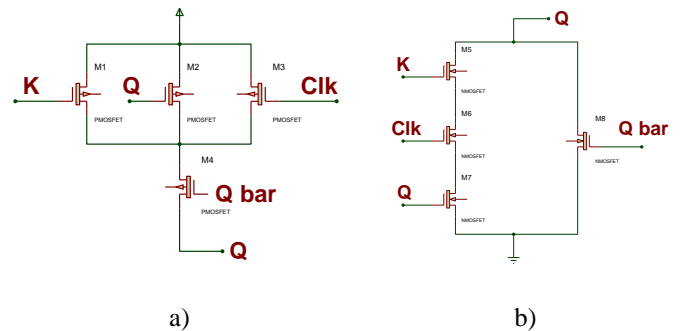 M1
M2
M3
K
Q
Clk
PMOSFET
PMOSFET
PMOSFET
M4
Q bar
PMOSFET
Q
a)
Q
M5
K
NMOSFET
M6
Clk
NMOSFET
M7
Q
NMOSFET
M8
Q bar
NMOSFET
b)